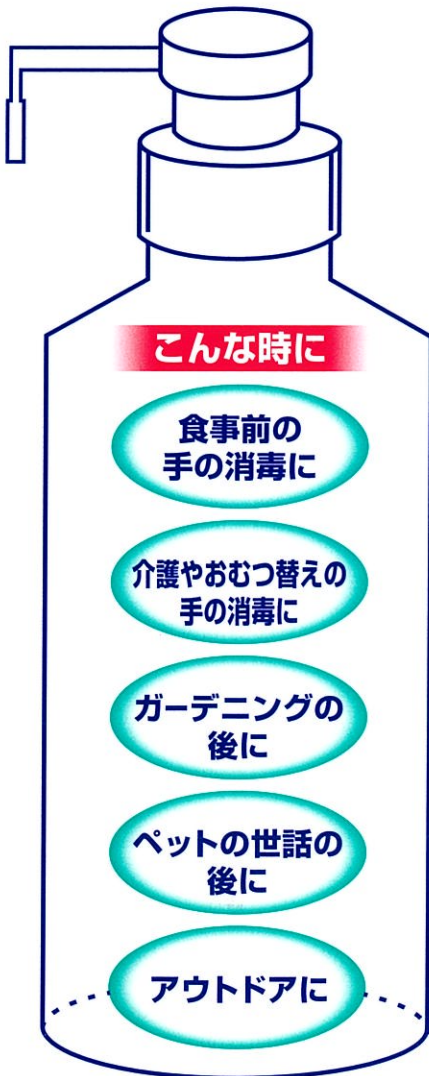 こんな時に
食事前の
手の消毒に
介護やおむつ替えの
手の消毒に
ガーデニングの
後に
ペットの世話の
後に
アウトドアに